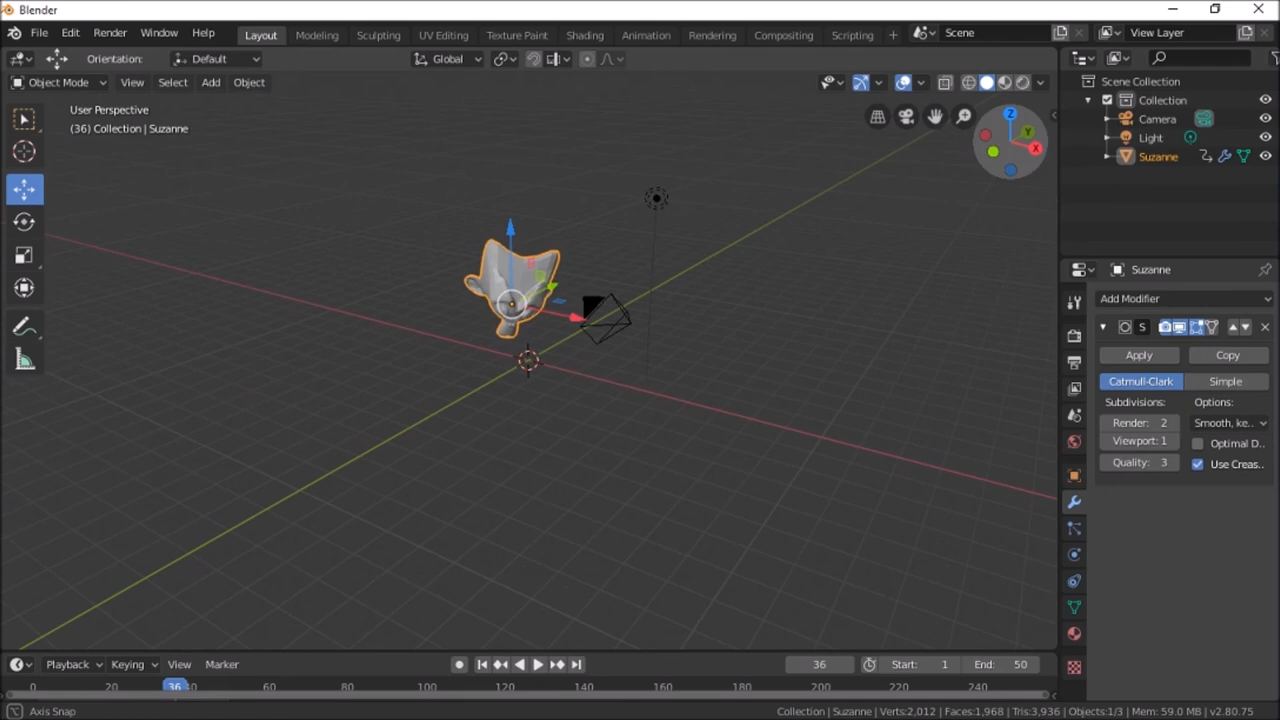 Blender
File Edit Render Window Help Layout Modeling Sculpting UV Editing Texture Paint Shading Animation Rendering Compositing Scripting + Scene View Layer
Orientation: Default Global
Object Mode View Select Add Object
User Perspective
(36) Collection | Suzanne
Z
Y
X
Scene Collection
Collection
Camera
Light
Suzanne
Suzanne
Add Modifier
S
Apply Copy
Catmull-Clark Simple
Subdivisions: Options:
Render: 2 Smooth, ke..
Viewport: 1 Optimal D..
Quality: 3 Use Creas..
Playback Keying View Marker 36 Start: 1 End: 50
0 20 36 40 60 80 100 120 140 160 180 200 220 240
Axis Snap Collection | Suzanne | Verts:2,012 | Faces:1,968 | Tris:3,936 | Objects:1/3 | Mem: 59.0 MB | v2.80.75